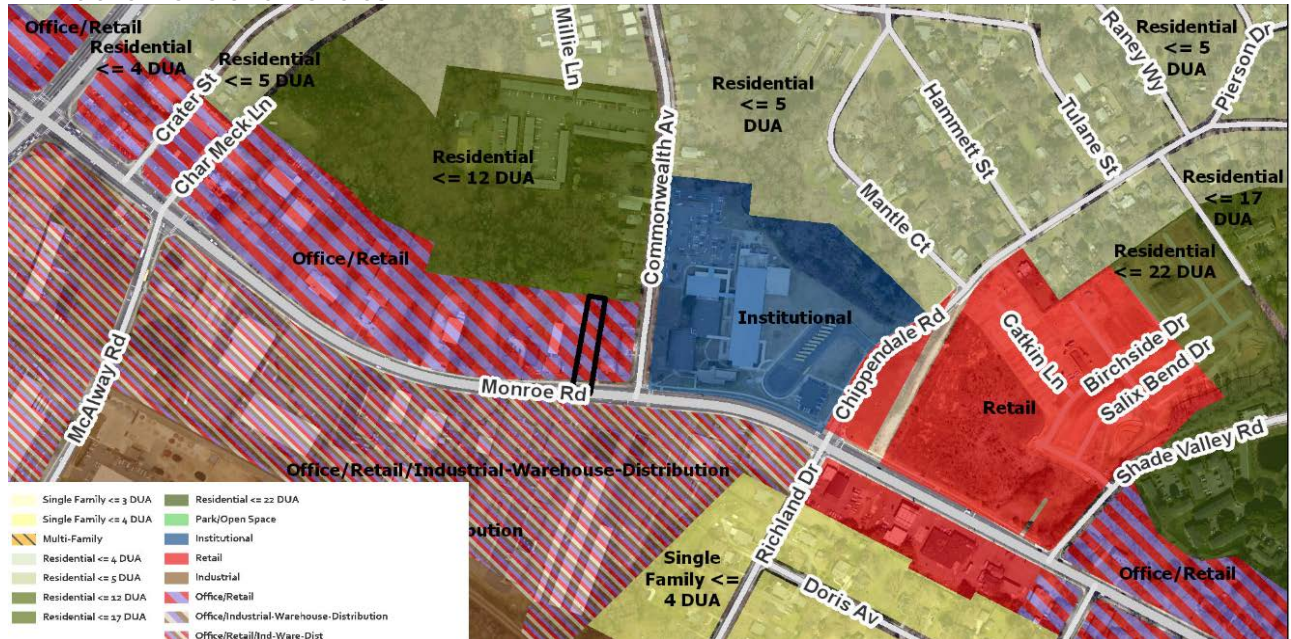 Office/Retail
Residential
<= 4 DUA
Crater St
Residential
<= 5 DUA
Char Meck Ln
Millie Ln
Residential
<= 5
DUA
Raney Wy
Residential
<= 5
DUA
Pierson Dr
Tulane St
Hammett St
Commonwealth Av
Residential
<= 12 DUA
Mantle Ct
Residential
<= 17
DUA
Residential
<= 22 DUA
Office/Retail
Institutional
Chippendale Rd
Catkin Ln
Birchside Dr
Salix Bend Dr
Retail
Monroe Rd
McAlway Rd
Shade Valley Rd
Office/Retail/Industrial-Warehouse-Distribution
bution
Richland Dr
Single
Family <=
4 DUA
Doris Av
Office/Retail
Single Family <= 3 DUA
Single Family <= 4 DUA
Multi-Family
Residential <= 4 DUA
Residential <= 5 DUA
Residential <= 12 DUA
Residential <= 17 DUA
Residential <= 22 DUA
Park/Open Space
Institutional
Retail
Industrial
Office/Retail
Office/Industrial-Warehouse-Distribution
Office/Retail/Ind-Ware-Dist